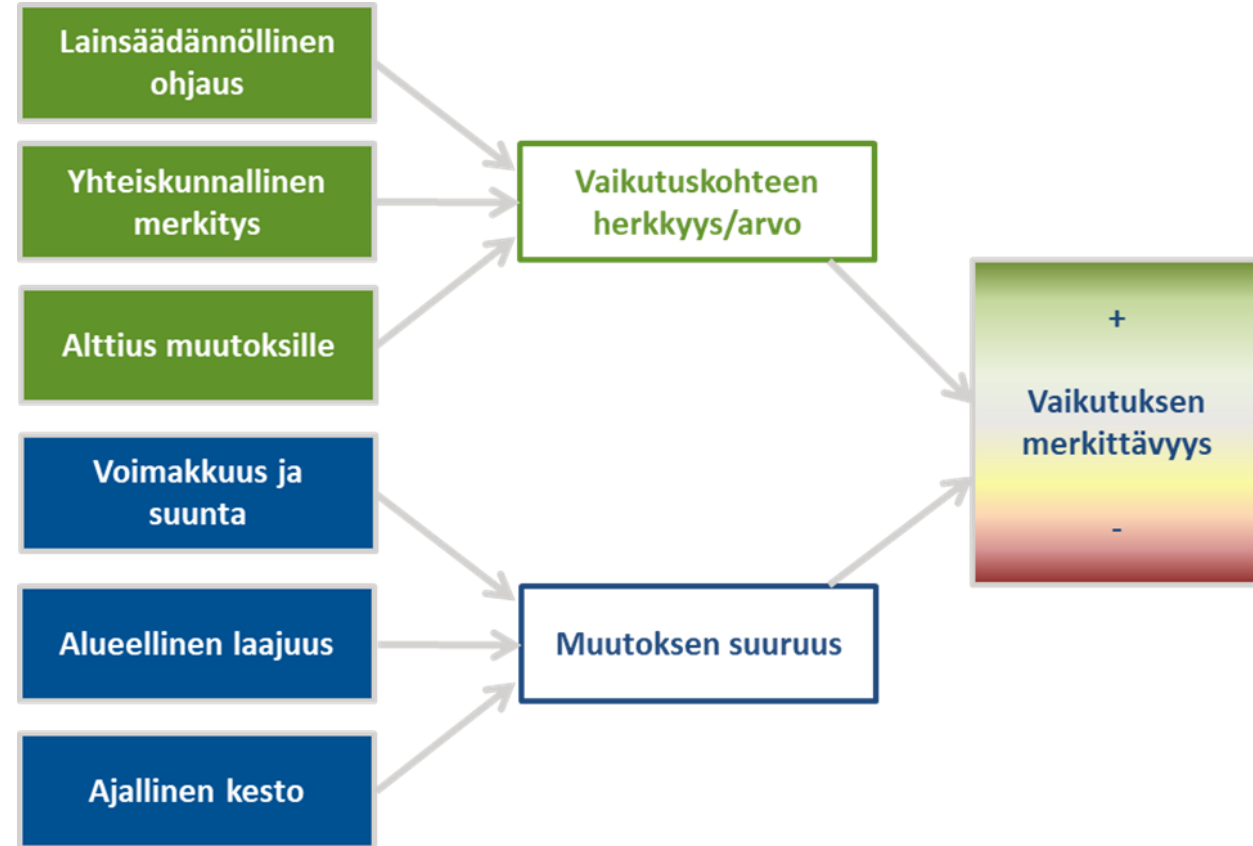 Lainsäädännöllinen
ohjaus
Yhteiskunnallinen
merkitys
Alttius muutoksille
Vaikutuskohteen
herkkyys/arvo
Voimakkuus ja
suunta
Alueellinen laajuus
Ajallinen kesto
Muutoksen suuruus
+
Vaikutuksen
merkittävyys
-